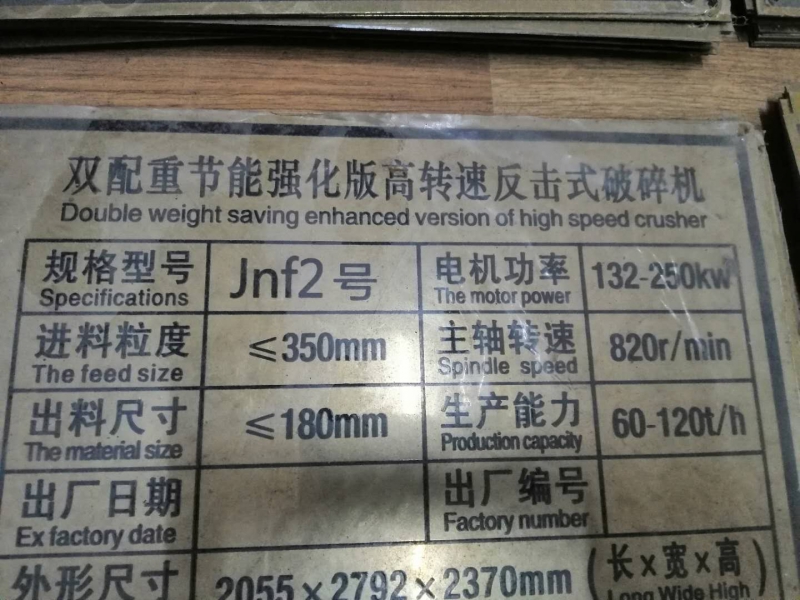 双配重节能强化版高转速反击式破碎机
Double weight saving enhanced version of high speed crusher
规格型号 Jnf2号 电机功率 132-250kw
Specifications The motor power
进料粒度 ≤350mm 主轴转速 820r/min
The feed size Spindle speed
出料尺寸 ≤180mm 生产能力 60-120t/h
The material size Production capacity
出厂日期 出厂编号
Ex factory date Factory number
外形尺寸 2055×2792×2370mm (长×宽×高)
Long Wide High